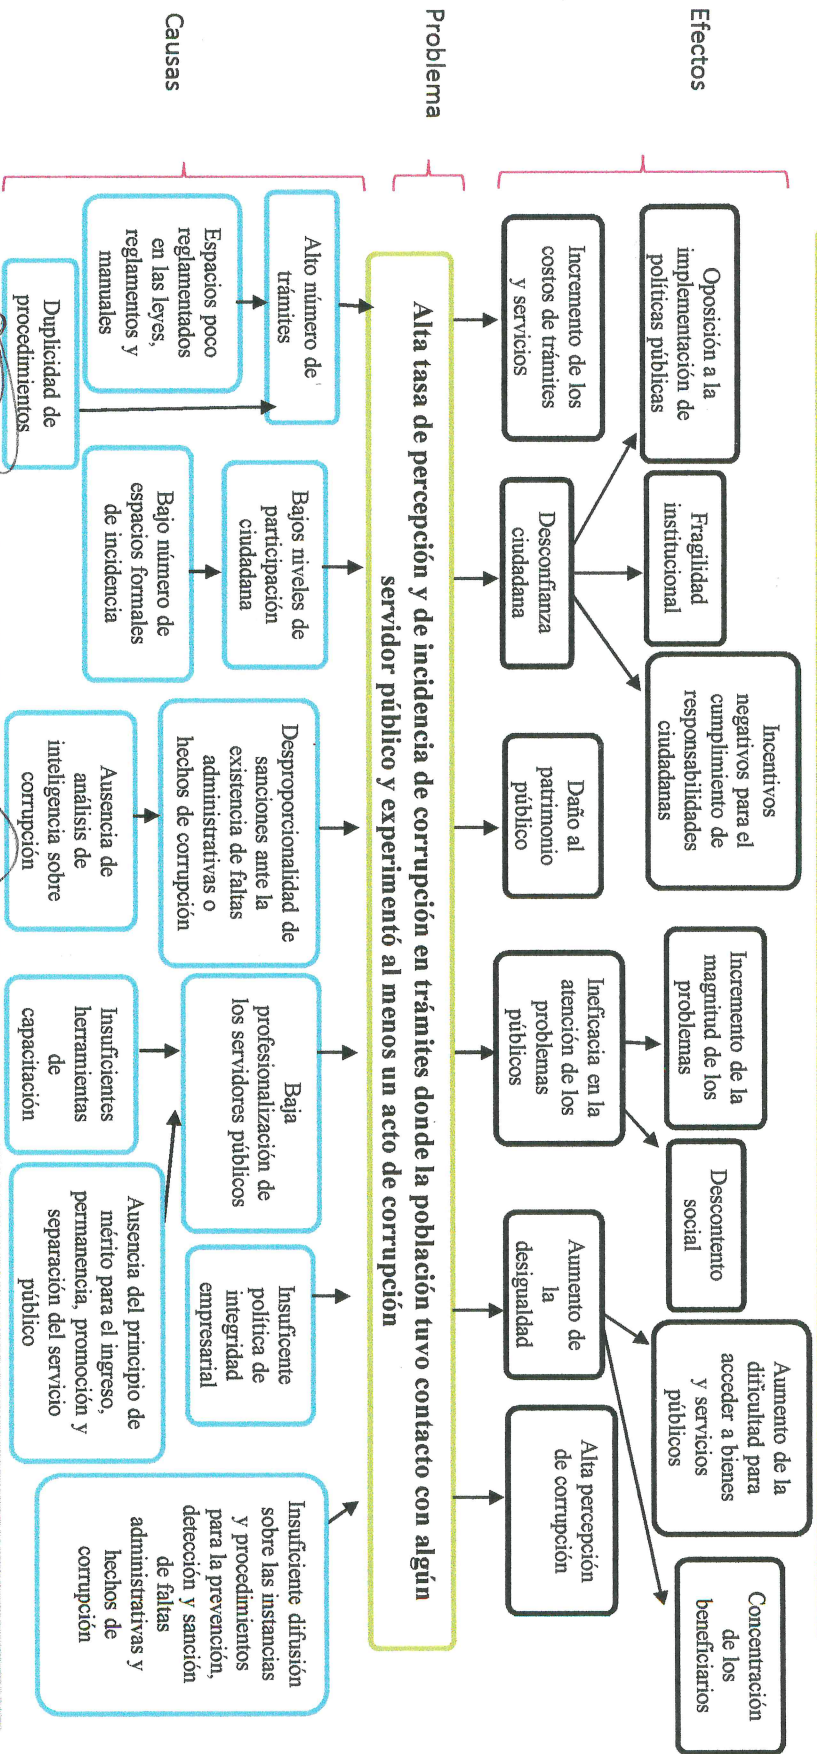 Efectos
Oposición a la
implementación de
políticas públicas
Fragilidad
institucional
Incentivos
negativos para el
cumplimiento de
responsabilidades
ciudadanas
Incremento de la
magnitud de los
problemas
Descontento
social
Aumento de la
dificultad para
acceder a bienes
y servicios
públicos
Concentración
de los
beneficiarios
Incremento de los
costos de trámites
y servicios
Desconfianza
ciudadana
Daño al
patrimonio
público
Ineficacia en la
atención de los
problemas
públicos
Aumento de
la
desigualdad
Alta percepción
de corrupción
Problema
Alta tasa de percepción y de incidencia de corrupción en trámites donde la población tuvo contacto con algún
servidor público y experimentó al menos un acto de corrupción
Causas
Alto número de
trámites
Bajos niveles de
participación
ciudadana
Desproporcionalidad de
sanciones ante la
existencia de faltas
administrativas o
hechos de corrupción
Baja
profesionalización de
los servidores públicos
Insuficente
política de
integridad
empresarial
Insuficiente difusión
sobre las instancias
y procedimientos
para la prevención,
detección y sanción
de faltas
administrativas y
hechos de
corrupción
Espacios poco
reglamentados
en las leyes,
reglamentos y
manuales
Bajo número de
espacios formales
de incidencia
Duplicidad de
procedimientos
Ausencia de
análisis de
inteligencia sobre
corrupción
Insuficientes
herramientas
de
capacitación
Ausencia del principio de
mérito para el ingreso,
permanencia, promoción y
separación del servicio
público